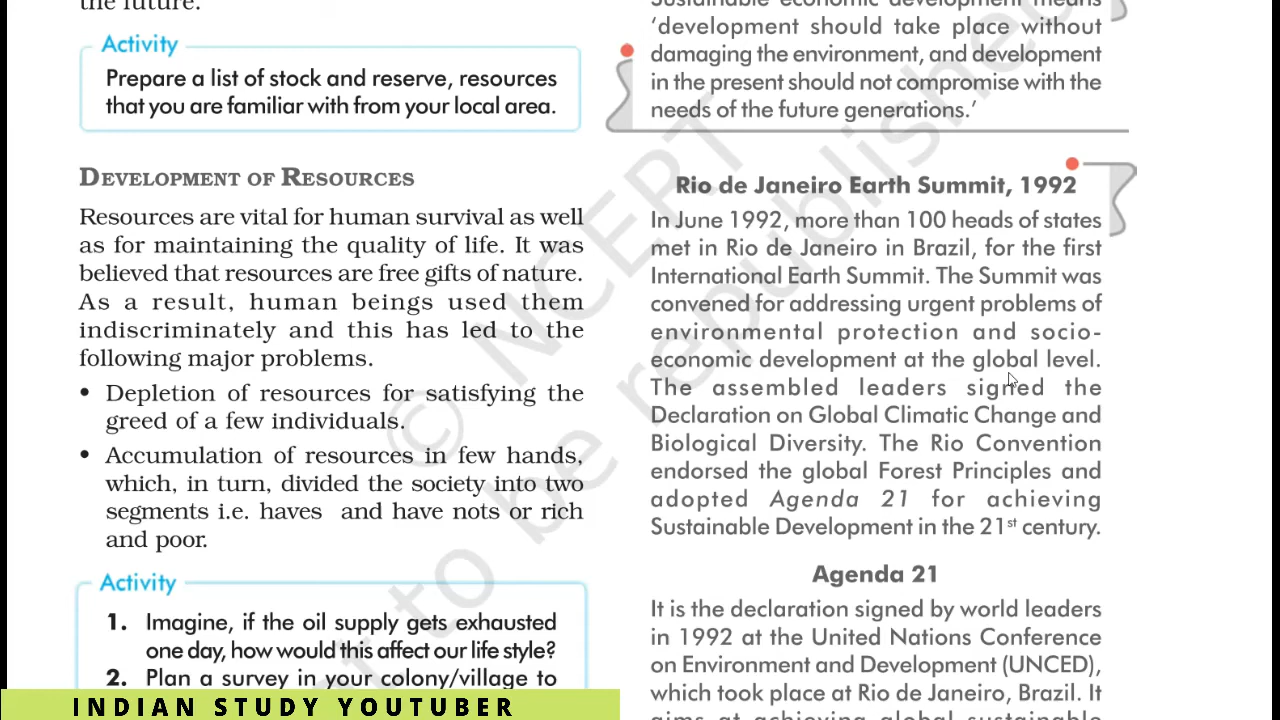 the future.
Activity
Prepare a list of stock and reserve, resources
that you are familiar with from your local area.
DEVELOPMENT OF RESOURCES
Resources are vital for human survival as well
as for maintaining the quality of life. It was
believed that resources are free gifts of nature.
As a result, human beings used them
indiscriminately and this has led to the
following major problems.
• Depletion of resources for satisfying the
greed of a few individuals.
• Accumulation of resources in few hands,
which, in turn, divided the society into two
segments i.e. haves and have nots or rich
and poor.
Activity
1. Imagine, if the oil supply gets exhausted
one day, how would this affect our life style?
2. Plan a survey in your colony/village to
Sustainable economic development means
‘development should take place without
damaging the environment, and development
in the present should not compromise with the
needs of the future generations.’
Rio de Janeiro Earth Summit, 1992
In June 1992, more than 100 heads of states
met in Rio de Janeiro in Brazil, for the first
International Earth Summit. The Summit was
convened for addressing urgent problems of
environmental protection and socio-
economic development at the global level.
The assembled leaders signed the
Declaration on Global Climatic Change and
Biological Diversity. The Rio Convention
endorsed the global Forest Principles and
adopted Agenda 21 for achieving
Sustainable Development in the 21st century.
Agenda 21
It is the declaration signed by world leaders
in 1992 at the United Nations Conference
on Environment and Development (UNCED),
which took place at Rio de Janeiro, Brazil. It
aims at achieving global sustainable
© NCERT
t to be republished
INDIAN STUDY YOUTUBER